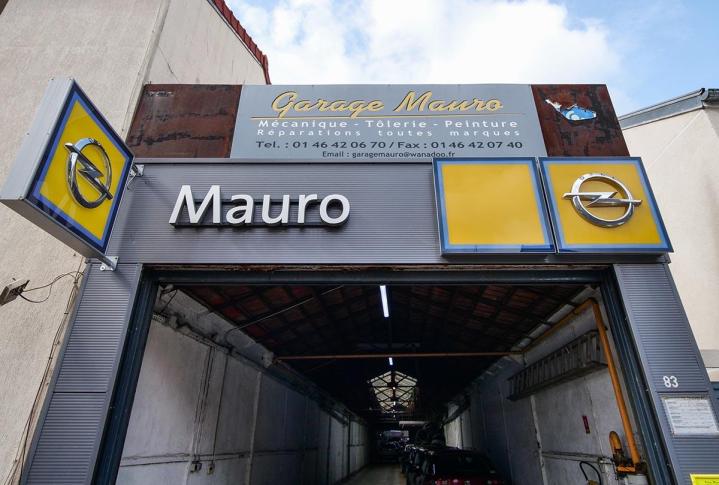 Garage Mauro
Mécanique - Tôlerie - Peinture
Réparations toutes marques
Tel. : 01 46 42 06 70 / Fax : 01 46 42 07 40
Email : garagemauro@wanadoo.fr
Mauro
83